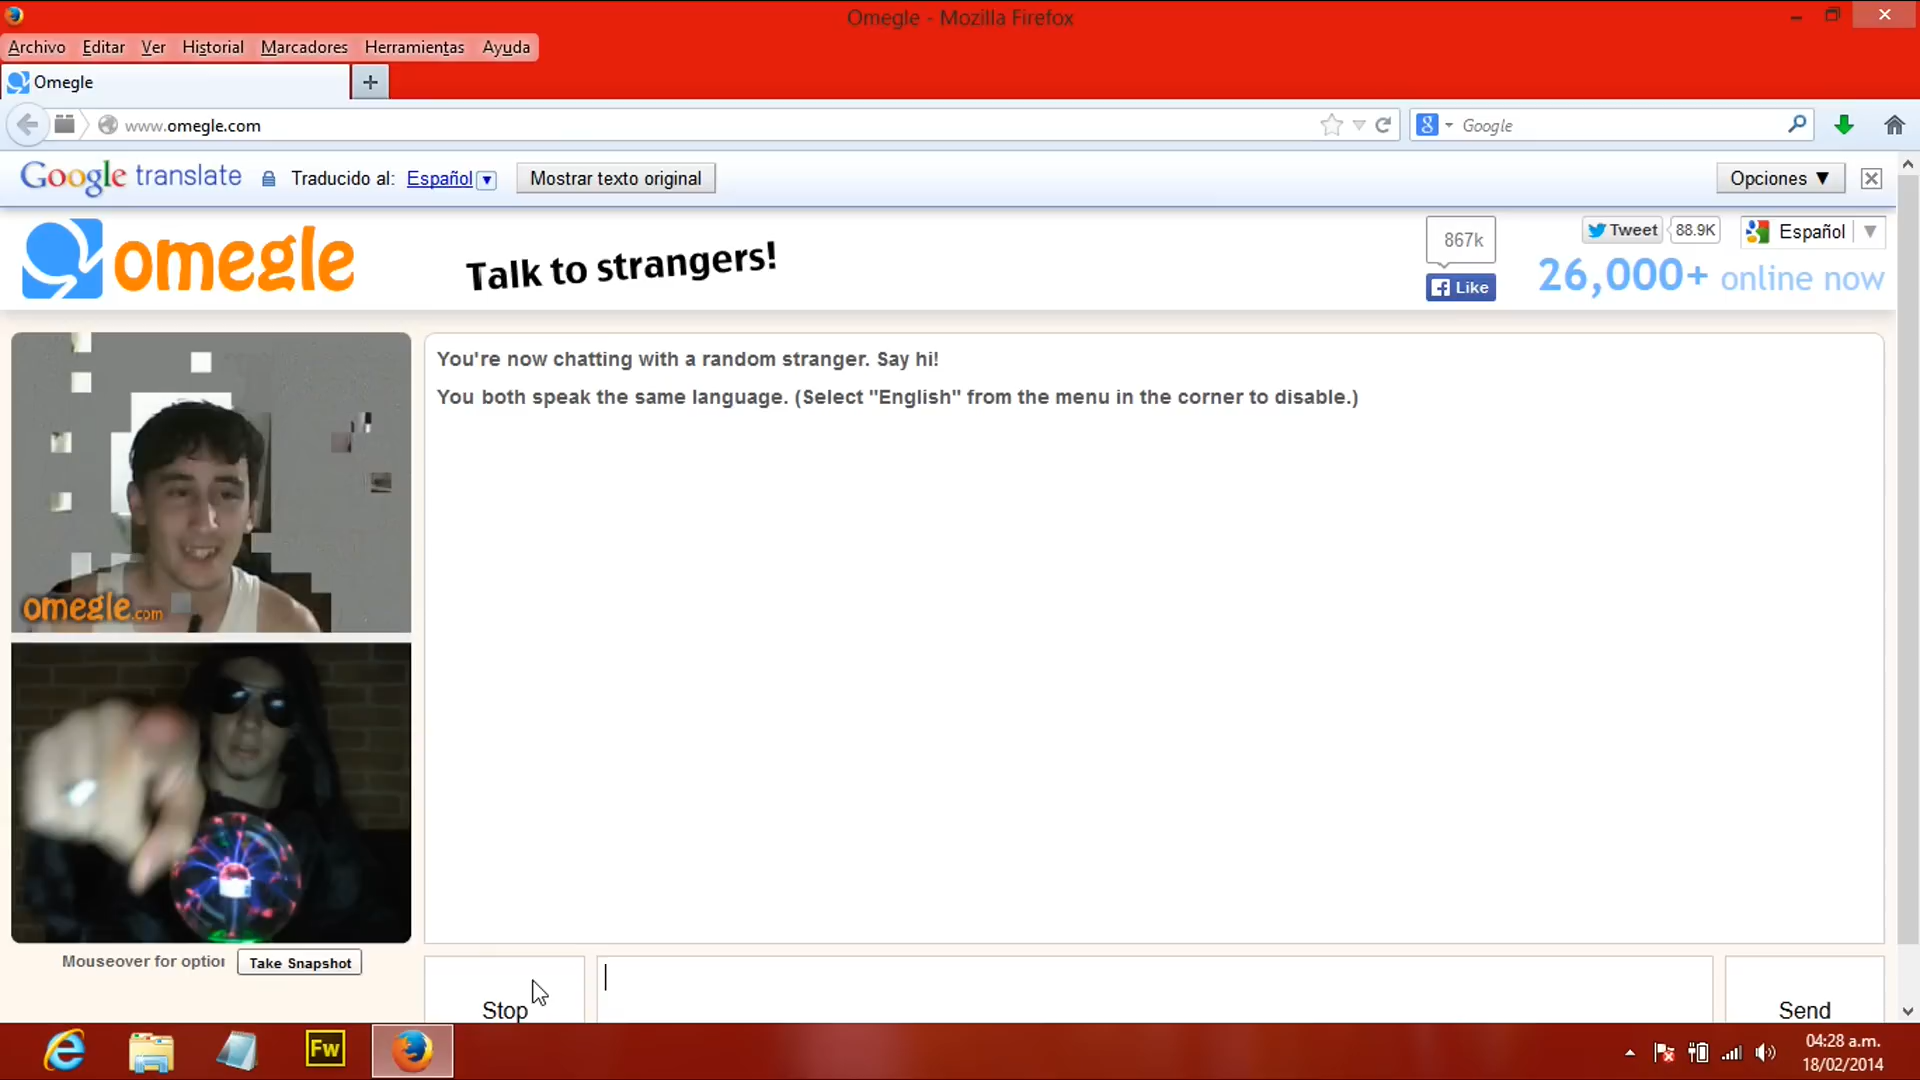 Omegle - Mozilla Firefox
Archivo Editar Ver Historial Marcadores Herramientas Ayuda
Omegle
www.omegle.com
8 Google
Google translate Traducido al: Español Mostrar texto original Opciones ▼
omegle Talk to strangers!
867k
Like
Tweet 88.9K Español
26,000+ online now
You're now chatting with a random stranger. Say hi!
You both speak the same language. (Select "English" from the menu in the corner to disable.)
omegle.com
Mouseover for option Take Snapshot
Stop
Send
Fw
04:28 a.m.
18/02/2014